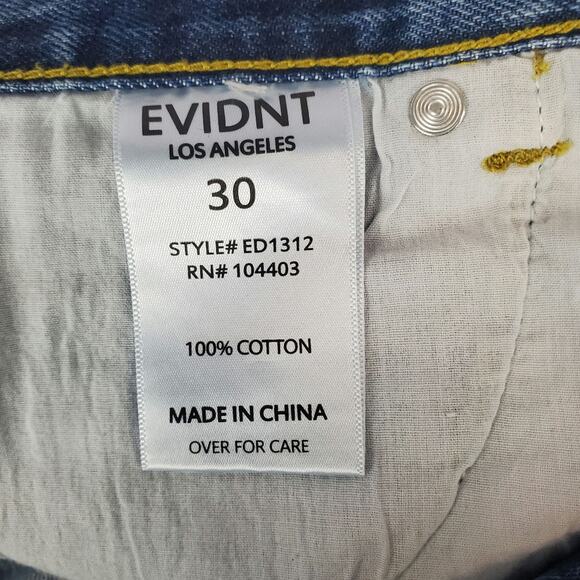 EVIDNT
LOS ANGELES
30
STYLE# ED1312
RN# 104403
100% COTTON
MADE IN CHINA
OVER FOR CARE